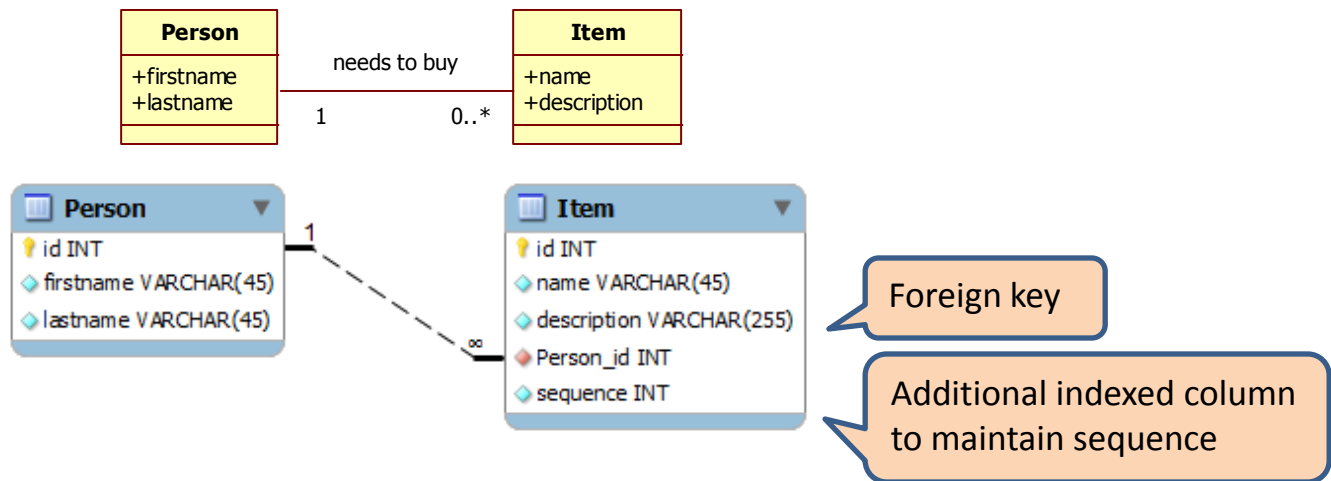 Person
+firstname
+lastname
needs to buy
1
0..*
Item
+name
+description
Person
id INT
firstname VARCHAR(45)
lastname VARCHAR(45)
1
∞
Item
id INT
name VARCHAR(45)
description VARCHAR(255)
Person_id INT
sequence INT
Foreign key
Additional indexed column
to maintain sequence